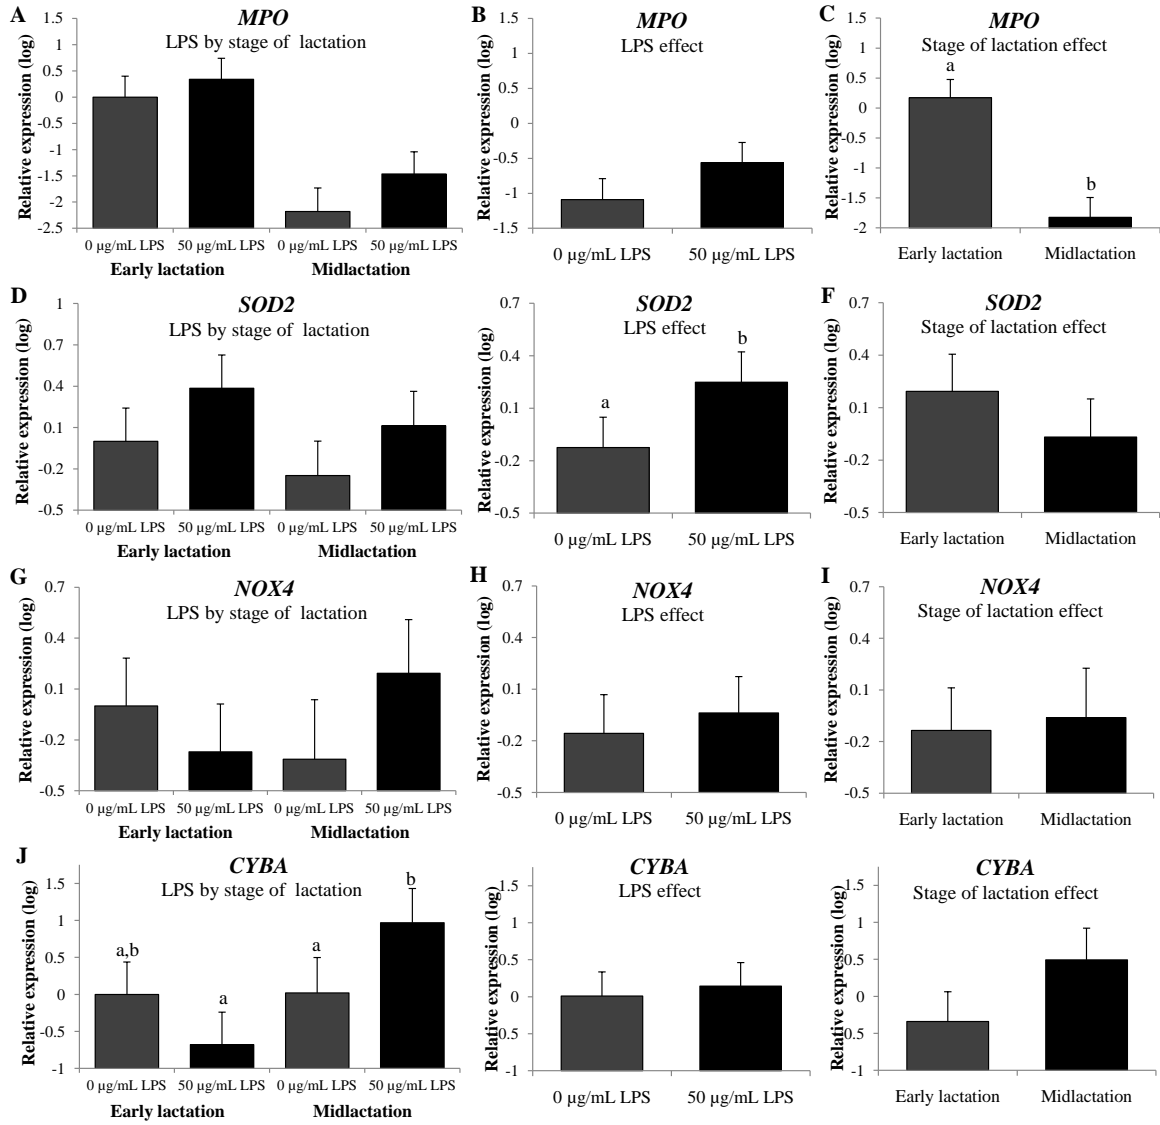 A
MPO
LPS by stage of lactation
Relative expression (log)
1.5
1
0.5
0
-0.5
-1
-1.5
-2
-2.5
0 µg/mL LPS 50 µg/mL LPS 0 µg/mL LPS 50 µg/mL LPS
Early lactation Midlactation
B
MPO
LPS effect
Relative expression (log)
1.5
1
0.5
0
-0.5
-1
-1.5
0 µg/mL LPS 50 µg/mL LPS
C
MPO
Stage of lactation effect
Relative expression (log)
1.5
1
0.5
0
-0.5
-1
-1.5
-2
a
b
Early lactation Midlactation
D
SOD2
LPS by stage of lactation
Relative expression (log)
1
0.7
0.4
0.1
-0.2
-0.5
0 µg/mL LPS 50 µg/mL LPS 0 µg/mL LPS 50 µg/mL LPS
Early lactation Midlactation
SOD2
LPS effect
Relative expression (log)
0.7
0.4
0.1
-0.2
-0.5
a
b
0 µg/mL LPS 50 µg/mL LPS
F
SOD2
Stage of lactation effect
Relative expression (log)
0.7
0.4
0.1
-0.2
-0.5
Early lactation Midlactation
G
NOX4
LPS by stage of lactation
Relative expression (log)
0.7
0.4
0.1
-0.2
-0.5
0 µg/mL LPS 50 µg/mL LPS 0 µg/mL LPS 50 µg/mL LPS
Early lactation Midlactation
H
NOX4
LPS effect
Relative expression (log)
0.7
0.4
0.1
-0.2
-0.5
0 µg/mL LPS 50 µg/mL LPS
I
NOX4
Stage of lactation effect
Relative expression (log)
0.7
0.4
0.1
-0.2
-0.5
Early lactation Midlactation
J
CYBA
LPS by stage of lactation
Relative expression (log)
1.5
1
0.5
0
-0.5
-1
a,b
a
a
b
0 µg/mL LPS 50 µg/mL LPS 0 µg/mL LPS 50 µg/mL LPS
Early lactation Midlactation
CYBA
LPS effect
Relative expression (log)
1.5
1
0.5
0
-0.5
-1
0 µg/mL LPS 50 µg/mL LPS
CYBA
Stage of lactation effect
Relative expression (log)
1.5
1
0.5
0
-0.5
-1
Early lactation Midlactation